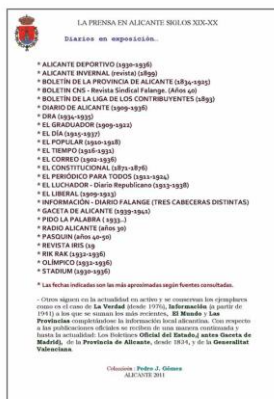 LA PRENSA EN ALICANTE SIGLOS XIX-XX
Diarios en exposición..
* ALICANTE DEPORTIVO (1930-1936)
* ALICANTE INVERNAL (revista) (1899)
* BOLETÍN DE LA PROVINCIA DE ALICANTE (1834-1925)
* BOLETIN CNS - Revista Sindical Falange. (Años 40)
* BOLETÍN DE LA LIGA DE LOS CONTRIBUYENTES (1893)
* DIARIO DE ALICANTE (1909-1936)
* DRA (1934-1935)
* EL GRADUADOR (1909-1922)
* EL DÍA (1915-1937)
* EL POPULAR (1910-1918)
* EL TIEMPO (1916-1931)
* EL CORREO (1902-1936)
* EL CONSTITUCIONAL (1871-1876)
* EL PERIÓDICO PARA TODOS (1911-1924)
* EL LUCHADOR - Diario Republicano (1913-1938)
* EL LIBERAL (1909-1913)
* INFORMACIÓN - DIARIO FALANGE (TRES CABECERAS DISTINTAS)
* GACETA DE ALICANTE (1939-1941)
* PIDO LA PALABRA ( 1933..)
* RADIO ALICANTE (años 30)
* PASQUIN (años 40-50)
* REVISTA IRIS (19
* RIK RAK (1932-1936)
* OLÍMPICO (1932-1936)
* STADIUM (1930-1936)
* Las fechas indicadas son las más aproximadas según fuentes consultadas.
- Otros siguen en la actualidad en activo y se conservan los ejemplares
como es el caso de La Verdad (desde 1976), Información (a partir de
1941) a los que se suman los más recientes, El Mundo y Las
Provincias completándose la información local alicantina. Con respecto
a las publicaciones oficiales se reciben de una manera continuada y
hasta la actualidad: Los Boletines Oficial del Estado,( antes Gaceta de
Madrid), de la Provincia de Alicante, desde 1834, y de la Generalitat
Valenciana.
Colección : Pedro J. Gómez
ALICANTE 2011